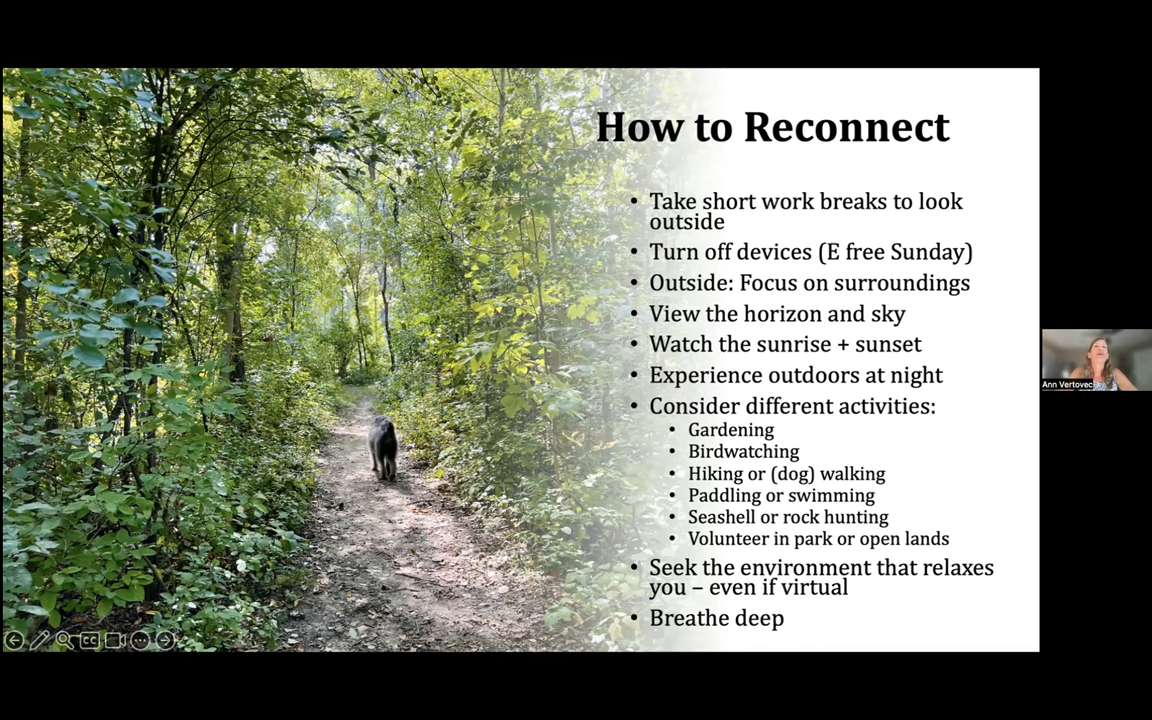 How to Reconnect
• Take short work breaks to look
outside
• Turn off devices (E free Sunday)
• Outside: Focus on surroundings
• View the horizon and sky
• Watch the sunrise + sunset
• Experience outdoors at night
• Consider different activities:
• Gardening
• Birdwatching
• Hiking or (dog) walking
• Paddling or swimming
• Seashell or rock hunting
• Volunteer in park or open lands
• Seek the environment that relaxes
you – even if virtual
• Breathe deep
Ann Vertovec
CC